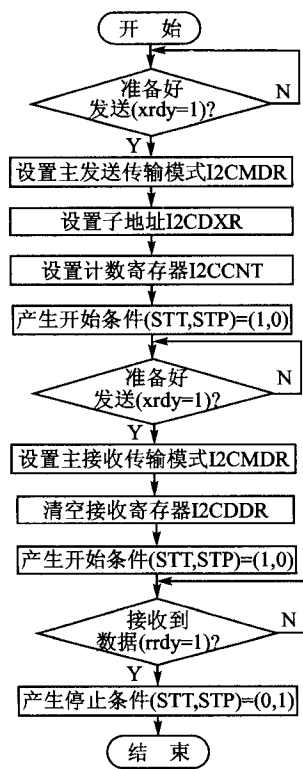 开 始
准备好
发送(xrdy=1)?
N
Y
设置主发送传输模式I2CMDR
设置子地址I2CDXR
设置计数寄存器I2CCNT
产生开始条件(STT,STP)=(1,0)
准备好
发送(xrdy=1)?
N
Y
设置主接收传输模式I2CMDR
清空接收寄存器I2CDDR
产生开始条件(STT,STP)=(1,0)
接收到
数据(rrdy=1)?
N
Y
产生停止条件(STT,STP)=(0,1)
结 束